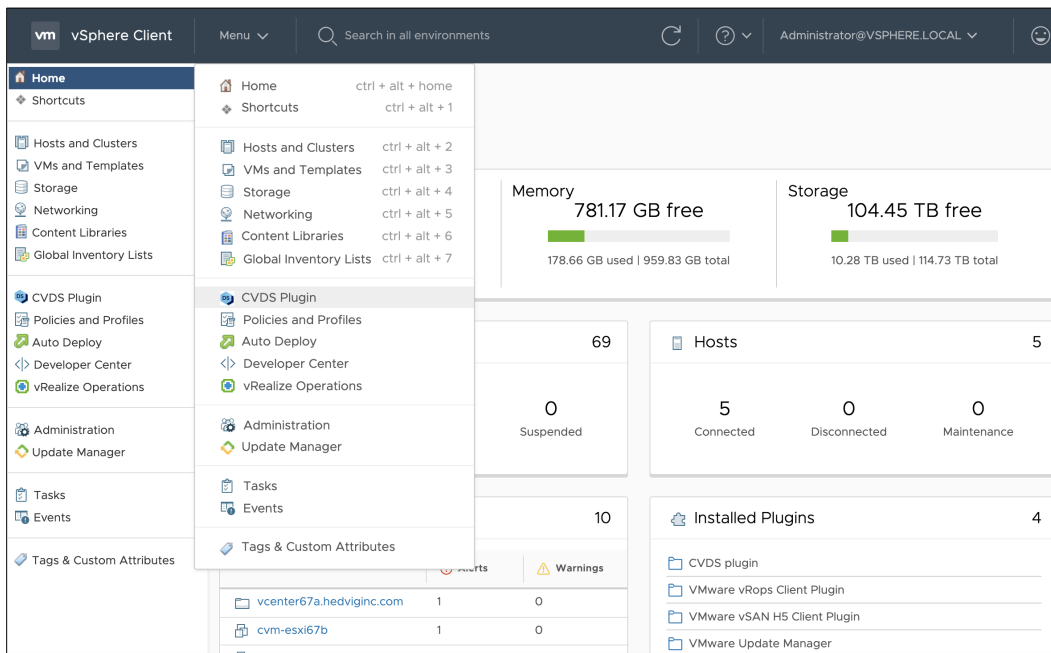 vm vSphere Client Menu Search in all environments Administrator@VSPHERE.LOCAL
Home
Shortcuts
Hosts and Clusters
VMs and Templates
Storage
Networking
Content Libraries
Global Inventory Lists
CVDS Plugin
Policies and Profiles
Auto Deploy
Developer Center
vRealize Operations
Administration
Update Manager
Tasks
Events
Tags & Custom Attributes
Home ctrl + alt + home
Shortcuts ctrl + alt + 1
Hosts and Clusters ctrl + alt + 2
VMs and Templates ctrl + alt + 3
Storage ctrl + alt + 4
Networking ctrl + alt + 5
Content Libraries ctrl + alt + 6
Global Inventory Lists ctrl + alt + 7
CVDS Plugin
Policies and Profiles
Auto Deploy
Developer Center
vRealize Operations
Administration
Update Manager
Tasks
Events
Tags & Custom Attributes
Memory
781.17 GB free
178.66 GB used | 959.83 GB total
Storage
104.45 TB free
10.28 TB used | 114.73 TB total
69
0
Suspended
Hosts 5
5 0 0
Connected Disconnected Maintenance
10
Alerts Warnings
vcenter67a.hedviginc.com 1 0
cvm-esxi67b 1 0
Installed Plugins 4
CVDS plugin
VMware vRops Client Plugin
VMware vSAN H5 Client Plugin
VMware Update Manager